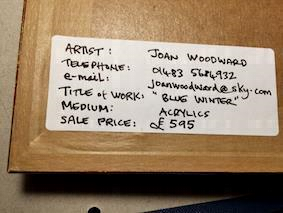 ARTIST: JOAN WOODWARD
TELEPHONE: 01483 5684932
e-mail: joanwoodward@sky.com
TITLE of WORK: "BLUE WINTER"
MEDIUM: ACRYLICS
SALE PRICE: £595